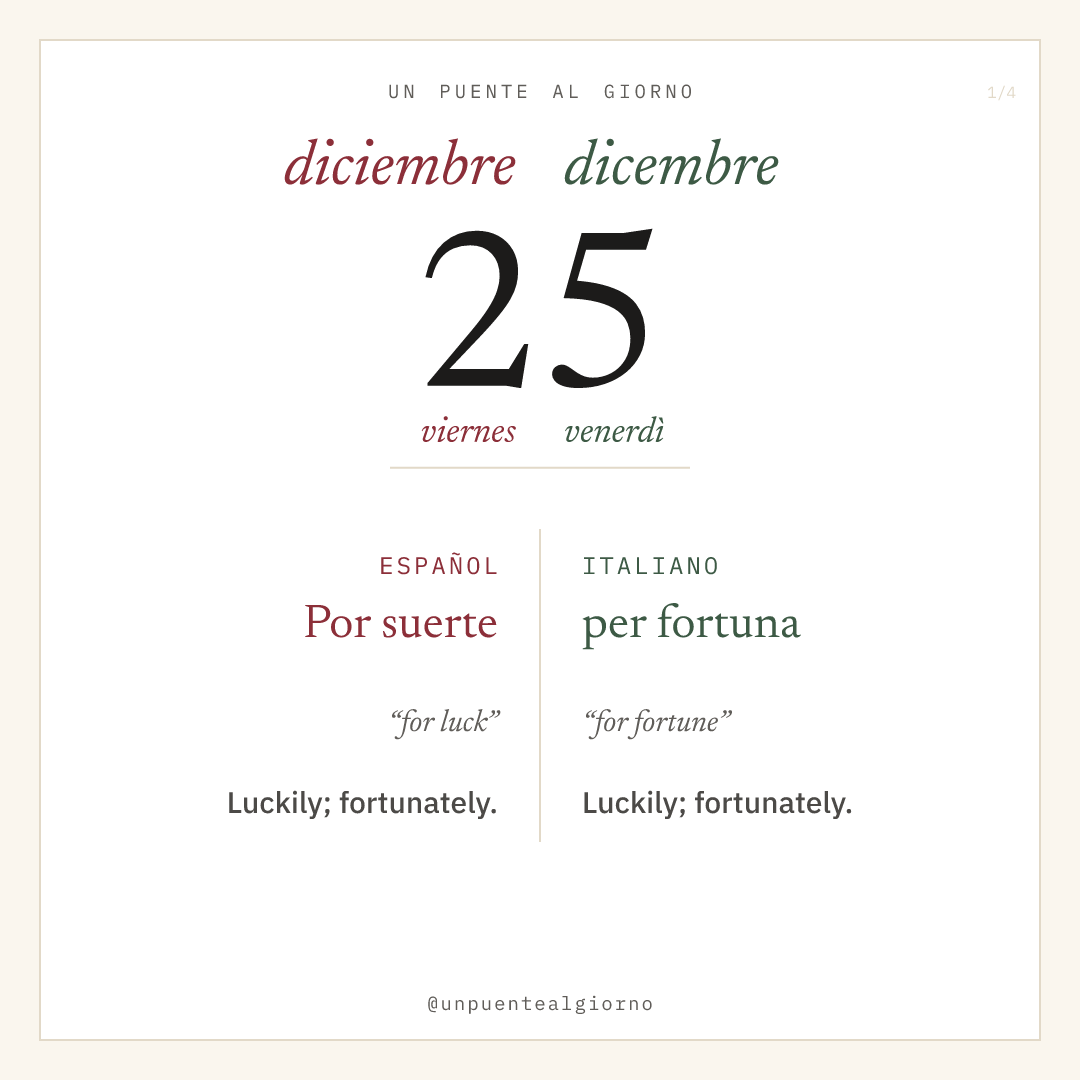 UN PUENTE AL GIORNO
1/4
diciembre dicembre
25
viernes venerdì
ESPAÑOL
Por suerte
“for luck”
Luckily; fortunately.
ITALIANO
per fortuna
“for fortune”
Luckily; fortunately.
@unpuentealgiorno